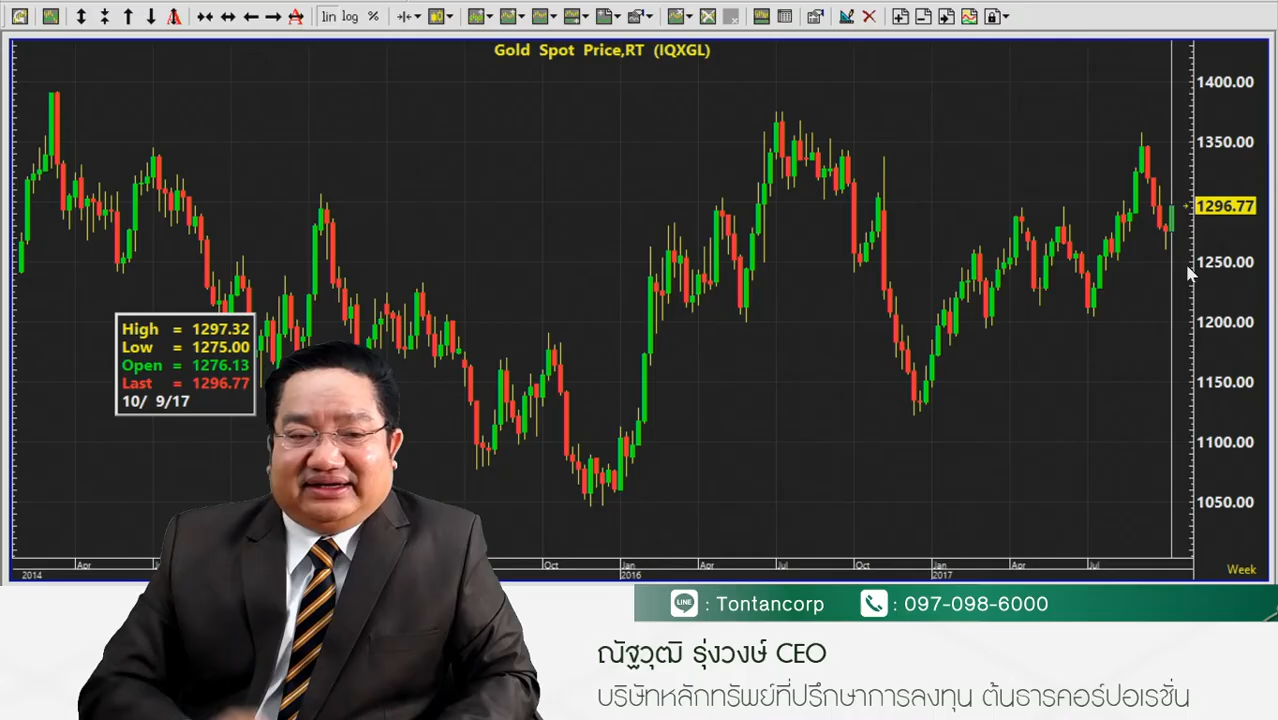 lin log %
Gold Spot Price,RT (IQXGL)
1400.00
1350.00
1296.77
1250.00
1200.00
1150.00
1100.00
1050.00
High = 1297.32
Low = 1275.00
Open = 1276.13
Last = 1296.77
10/ 9/17
Apr Oct Jan Apr Jul Oct Jan Apr Jul
2014 2016 2017
Week
LINE : Tontancorp : 097-098-6000
ณัฐวุฒิ รุ่งวงษ์ CEO
บริษัทหลักทรัพย์ที่ปรึกษาการลงทุน ต้นธารคอร์ปอเรชั่น